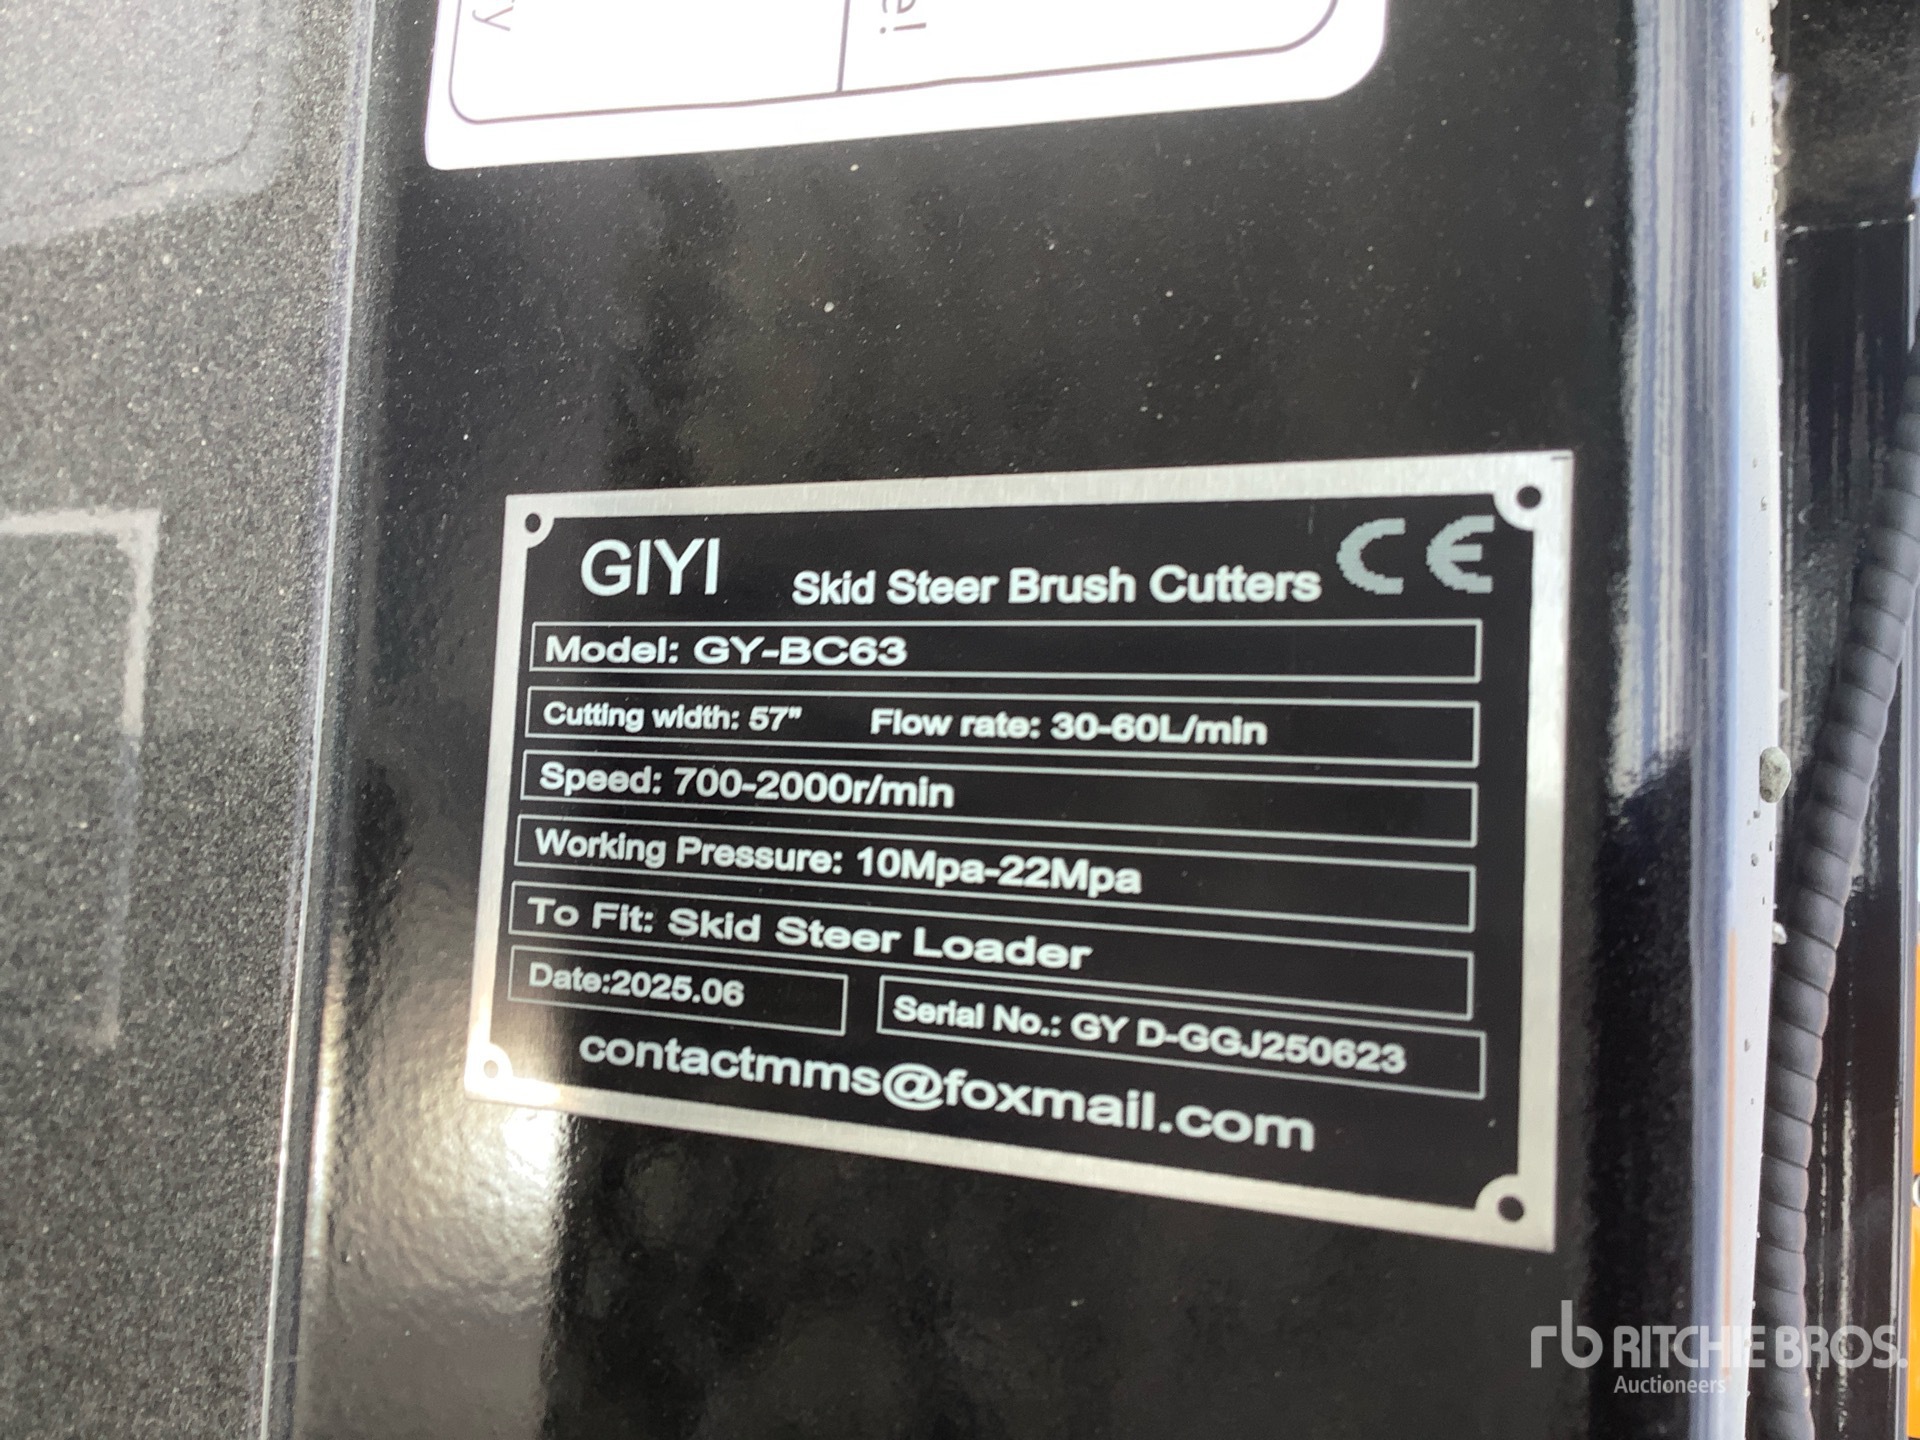 GIYI Skid Steer Brush Cutters CE
Model: GY-BC63
Cutting width: 57" Flow rate: 30-60L/min
Speed: 700-2000r/min
Working Pressure: 10Mpa-22Mpa
To Fit: Skid Steer Loader
Date:2025.06 Serial No.: GY D-GGJ250623
contactmms@foxmail.com
rb RITCHIE BROS.
Auctioneers